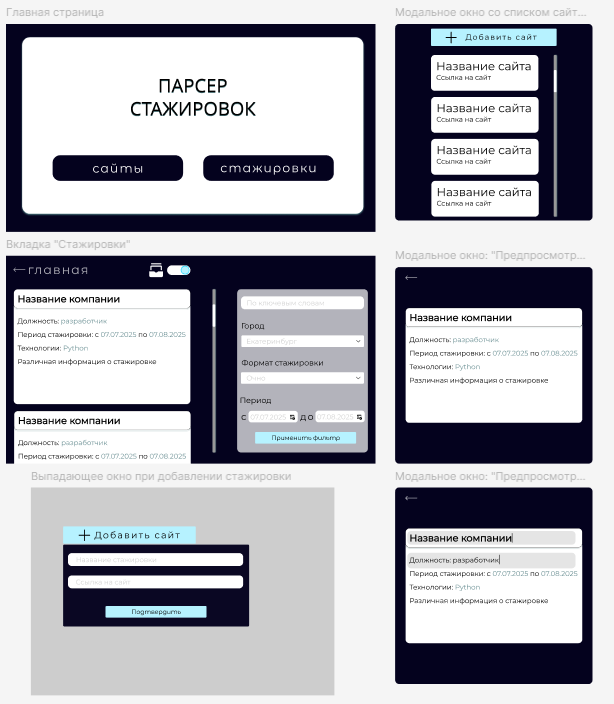 Главная страница
ПАРСЕР
СТАЖИРОВОК
сайты
стажировки
Модальное окно со списком сайт...
Добавить сайт
Название сайта
Ссылка на сайт
Название сайта
Ссылка на сайт
Название сайта
Ссылка на сайт
Название сайта
Ссылка на сайт
Вкладка "Стажировки"
главная
Название компании
Должность: разработчик
Период стажировки: с 07.07.2025 по 07.08.2025
Технологии: Python
Различная информация о стажировке
Название компании
Должность: разработчик
Период стажировки: с 07.07.2025 по 07.08.2025
По ключевым словам
Город
Екатеринбург
Формат стажировки
Очно
Период
с 07.07.2025 до 07.08.2025
Применить фильтр
Модальное окно: "Предпросмотр...
Название компании
Должность: разработчик
Период стажировки: с 07.07.2025 по 07.08.2025
Технологии: Python
Различная информация о стажировке
Выпадающее окно при добавлении стажировки
Добавить сайт
Название стажировки
Ссылка на сайт
Подтвердить
Модальное окно: "Предпросмотр...
Название компании
Должность: разработчик
Период стажировки: с 07.07.2025 по 07.08.2025
Технологии: Python
Различная информация о стажировке